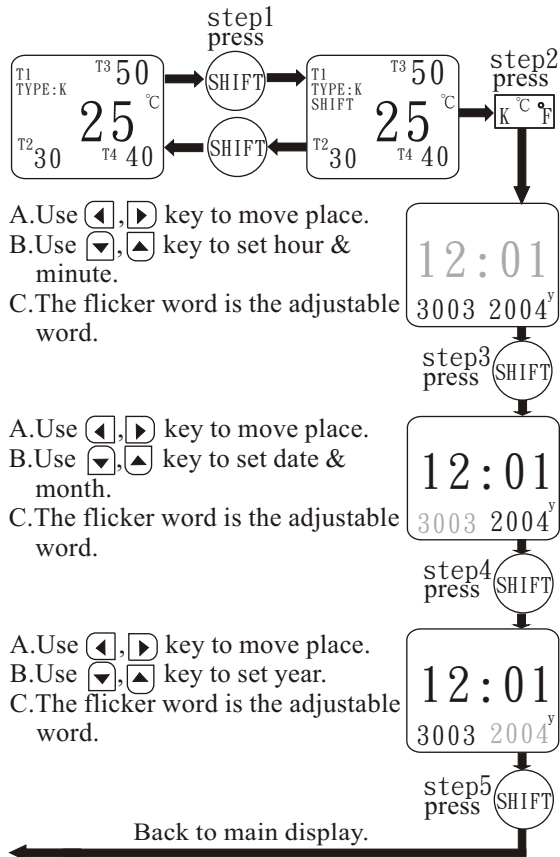 step1
press
T1
TYPE:K
T3 50
25 ℃
T2 30
T4 40
SHIFT
SHIFT
T1
TYPE:K
SHIFT
T3 50
25 ℃
T2 30
T4 40
step2
press
K ℃ ℉
A.Use ◀,▶ key to move place.
B.Use ▼,▲ key to set hour &
minute.
C.The flicker word is the adjustable
word.
12:01
3003 2004y
step3
press
SHIFT
A.Use ◀,▶ key to move place.
B.Use ▼,▲ key to set date &
month.
C.The flicker word is the adjustable
word.
12:01
3003 2004y
step4
press
SHIFT
A.Use ◀,▶ key to move place.
B.Use ▼,▲ key to set year.
C.The flicker word is the adjustable
word.
12:01
3003 2004y
step5
press
SHIFT
Back to main display.